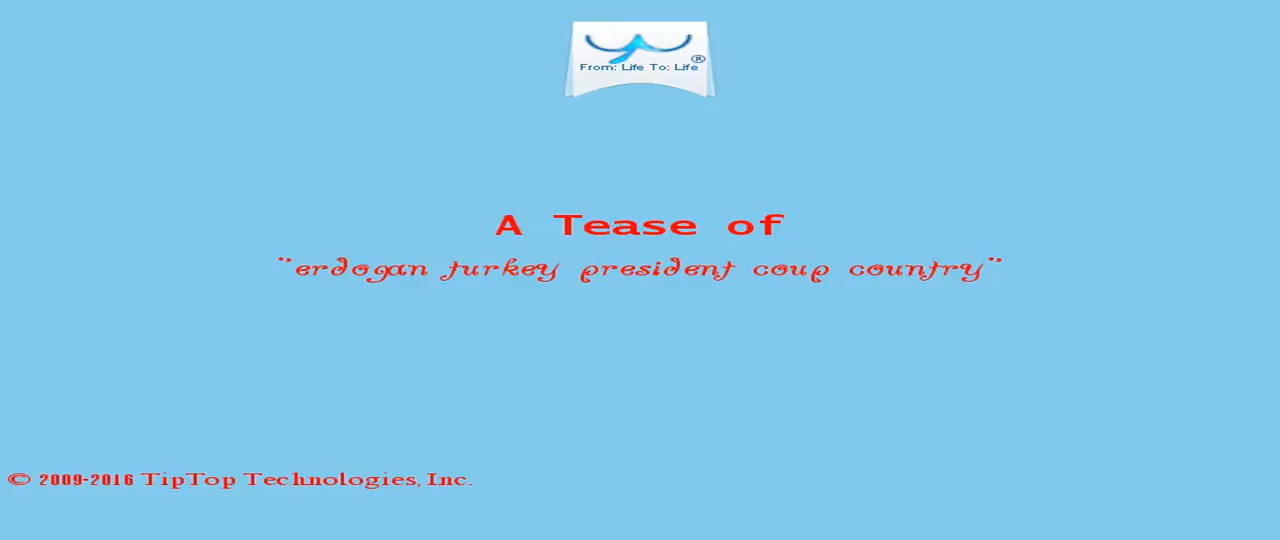 From: Life To: Life®
A Tease of
"erdogan turkey president coup country"
© 2009-2016 TipTop Technologies, Inc.